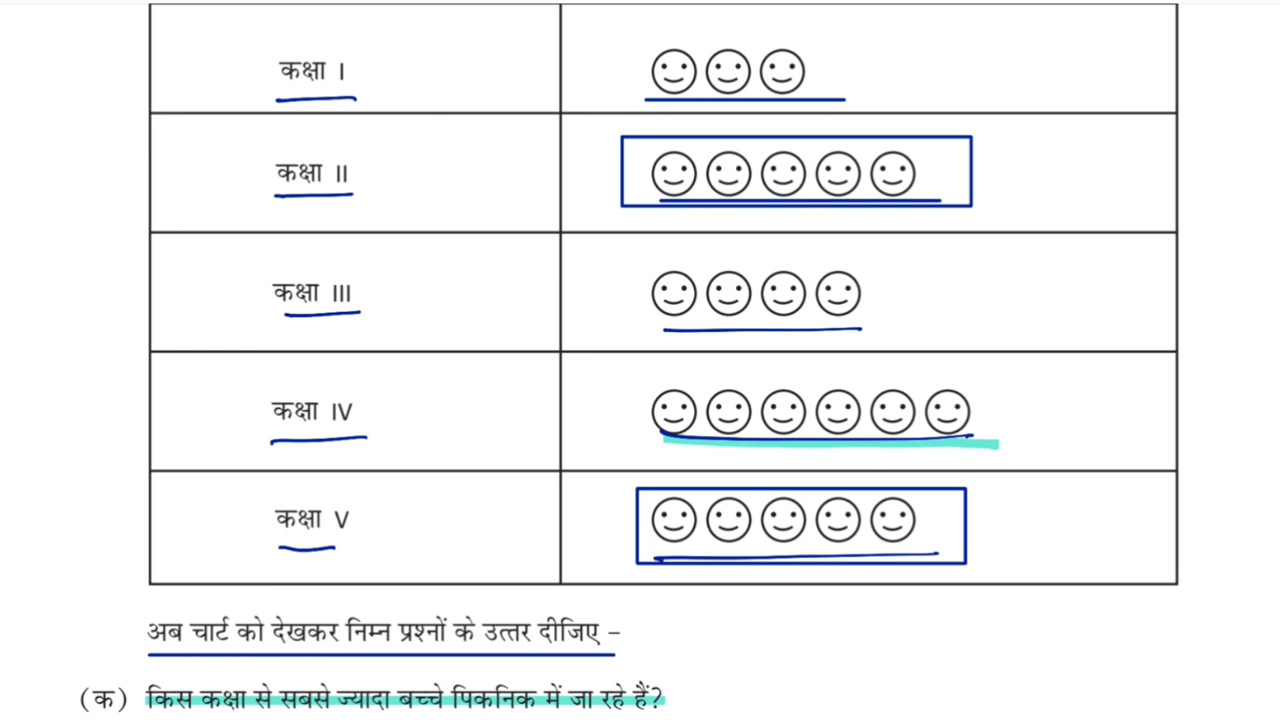 कक्षा I
कक्षा II
कक्षा III
कक्षा IV
कक्षा V
अब चार्ट को देखकर निम्न प्रश्नों के उत्तर दीजिए –
(क) किस कक्षा से सबसे ज्यादा बच्चे पिकनिक में जा रहे हैं?